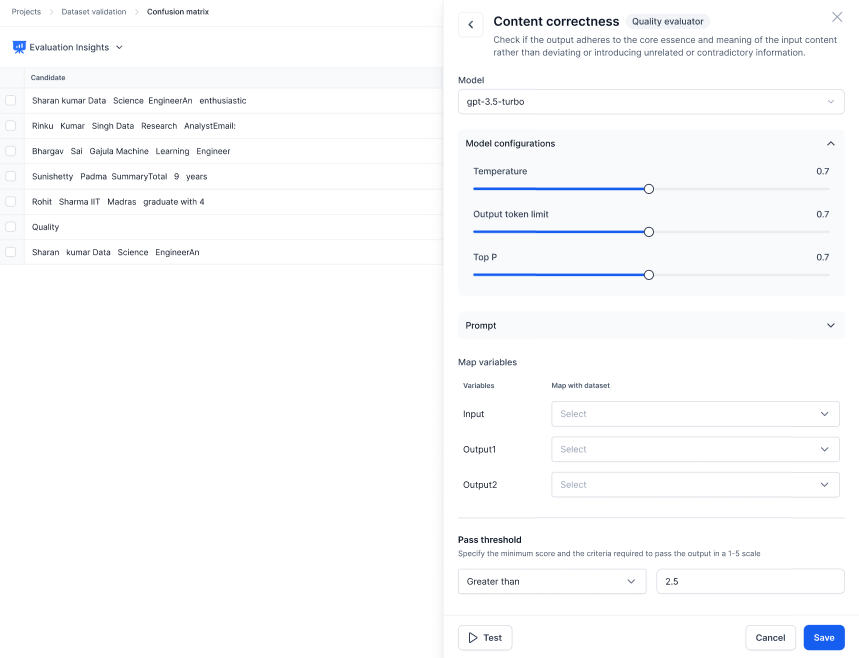 Projects > Dataset validation > Confusion matrix
Evaluation Insights
Candidate
Sharan kumar Data Science EngineerAn enthusiastic
Rinku Kumar Singh Data Research AnalystEmail:
Bhargav Sai Gajula Machine Learning Engineer
Sunishetty Padma SummaryTotal 9 years
Rohit Sharma IIT Madras graduate with 4
Quality
Sharan kumar Data Science EngineerAn
Content correctness Quality evaluator
Check if the output adheres to the core essence and meaning of the input content
rather than deviating or introducing unrelated or contradictory information.
Model
gpt-3.5-turbo
Model configurations
Temperature 0.7
Output token limit 0.7
Top P 0.7
Prompt
Map variables
Variables Map with dataset
Input Select
Output1 Select
Output2 Select
Pass threshold
Specify the minimum score and the criteria required to pass the output in a 1-5 scale
Greater than 2.5
Test Cancel Save